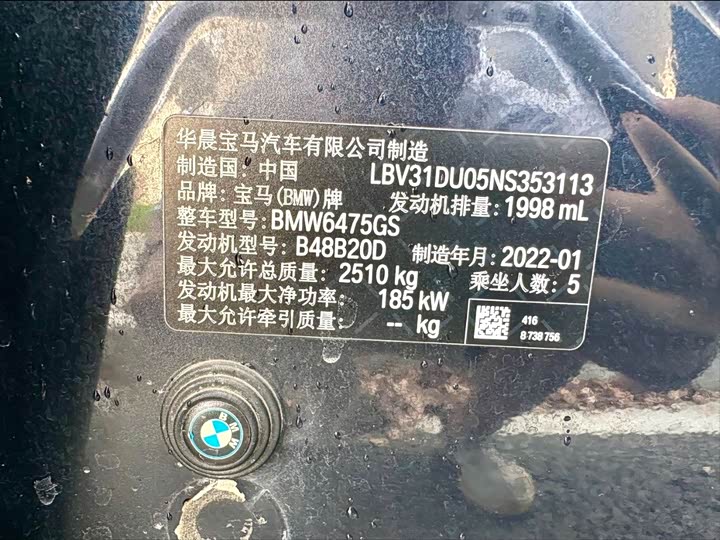 华晨宝马汽车有限公司制造
制造国: 中国 LBV31DU05NS353113
品牌: 宝马(BMW)牌 发动机排量: 1998 mL
整车型号: BMW6475GS
发动机型号: B48B20D 制造年月: 2022-01
最大允许总质量: 2510 kg 乘坐人数: 5
发动机最大净功率: 185 kW
最大允许牵引质量: -- kg
416
8 738 756
BMW